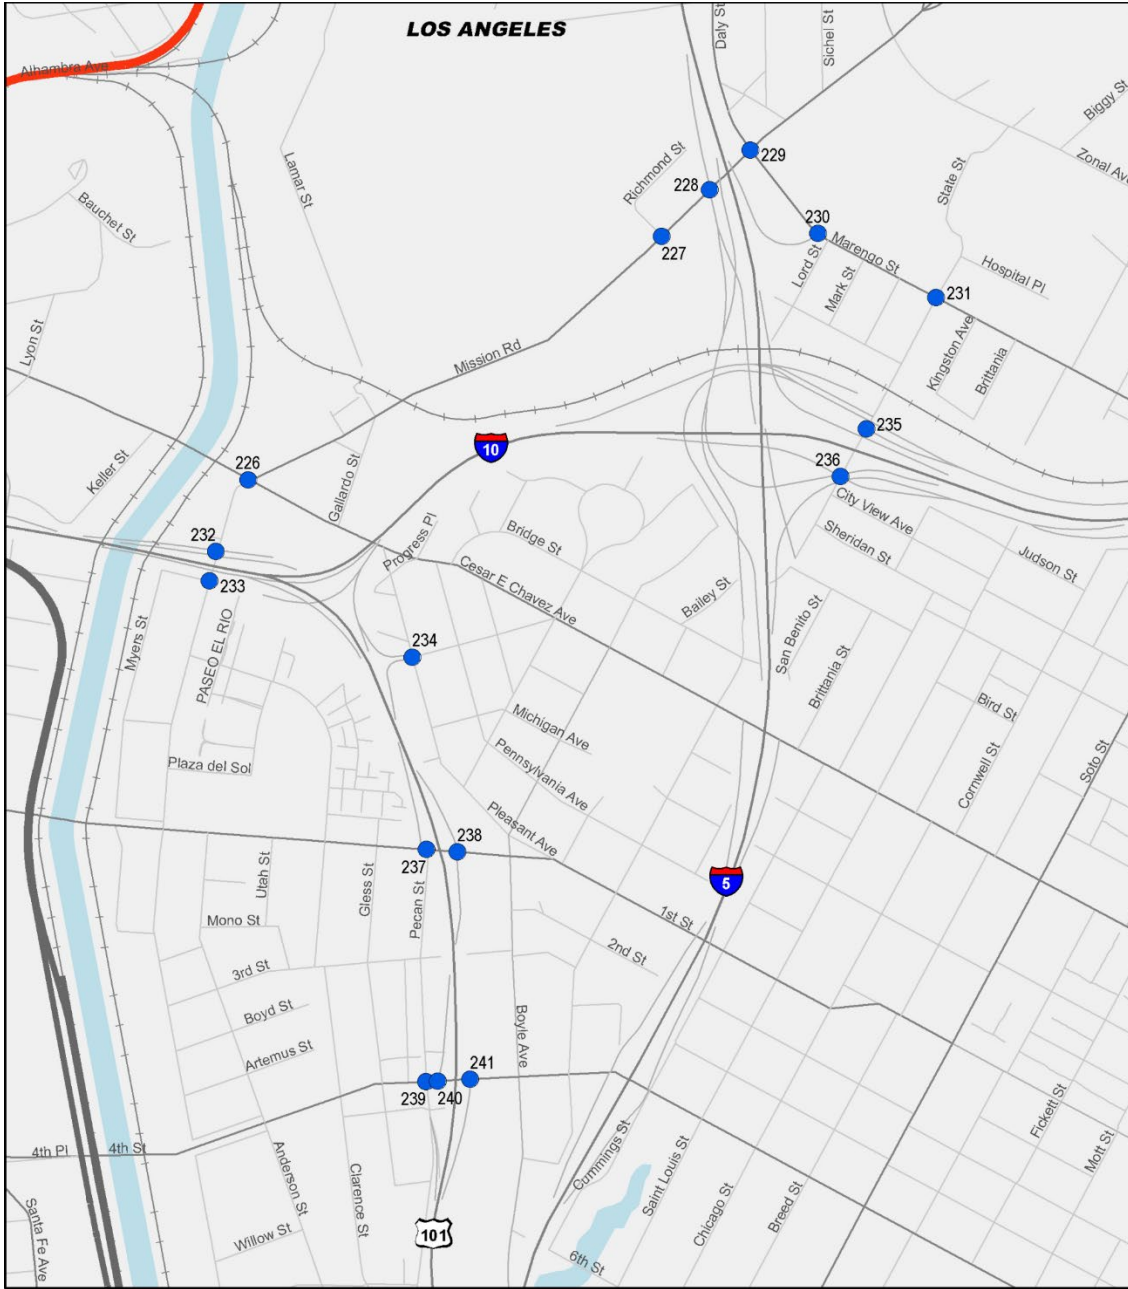 LOS ANGELES
Daly St
Sichel St
Alhambra Ave
Biggy St
Zonal Ave
229
Richmond St
Lamar St
State St
228
Bauchet St
230
227
Marengo St
Lord St
Mark St
Hospital Pl
231
Lyon St
Mission Rd
Kingston Ave
Brittania
235
10
236
226
Keller St
Gallardo St
City View Ave
Progress Pl
Bridge St
Sheridan St
Judson St
232
Cesar E Chavez Ave
233
Bailey St
Myers St
PASEO EL RIO
San Benito St
234
Brittania St
Bird St
Michigan Ave
Plaza del Sol
Pennsylvania Ave
Cornwell St
Soto St
Pleasant Ave
238
237
Utah St
Gless St
Pecan St
5
Mono St
1st St
2nd St
3rd St
Boyd St
Boyle Ave
Artemus St
241
239
240
4th Pl
4th St
Fickett St
Mott St
Anderson St
Clarence St
Cummings St
Saint Louis St
Chicago St
Breed St
Santa Fe Ave
Willow St
101
6th St